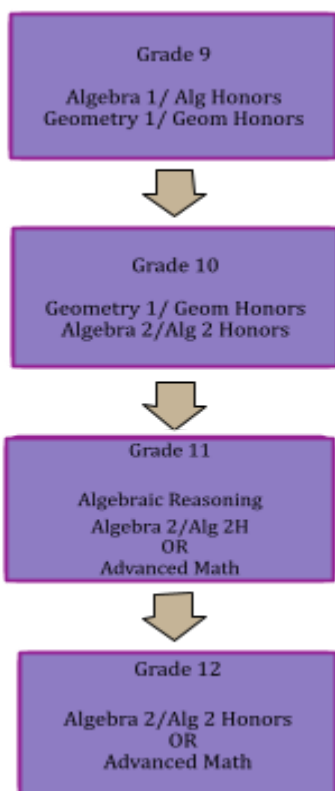 Grade 9
Algebra 1/ Alg Honors
Geometry 1/ Geom Honors
Grade 10
Geometry 1/ Geom Honors
Algebra 2/Alg 2 Honors
Grade 11
Algebraic Reasoning
Algebra 2/Alg 2H
OR
Advanced Math
Grade 12
Algebra 2/Alg 2 Honors
OR
Advanced Math